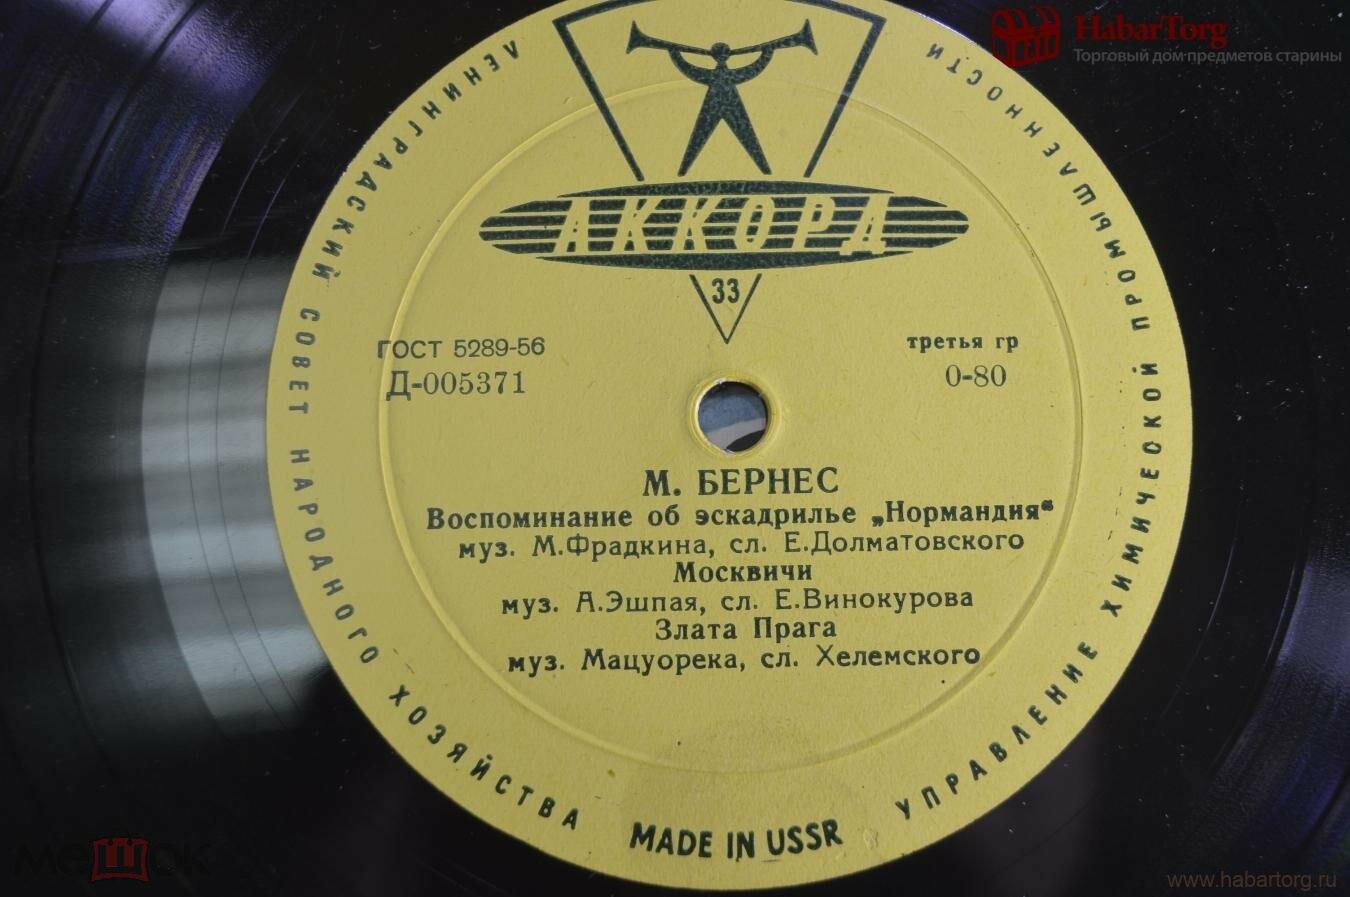 HabarTorg
Торговый дом предметов старины
ЛЕНИНГРАДСКИЙ СОВЕТ НАРОДНОГО ХОЗЯЙСТВА
УПРАВЛЕНИЕ ХИМИЧЕСКОЙ ПРОМЫШЛЕННОСТИ
АККОРД
33
ГОСТ 5289-56
третья гр
Д-005371
0-80
М. БЕРНЕС
Воспоминание об эскадрилье „Нормандия“
муз. М.Фрадкина, сл. Е.Долматовского
Москвичи
муз. А.Эшпая, сл. Е.Винокурова
Злата Прага
муз. Мацуорека, сл. Хелемского
MADE IN USSR
мешок
www.habartorg.ru